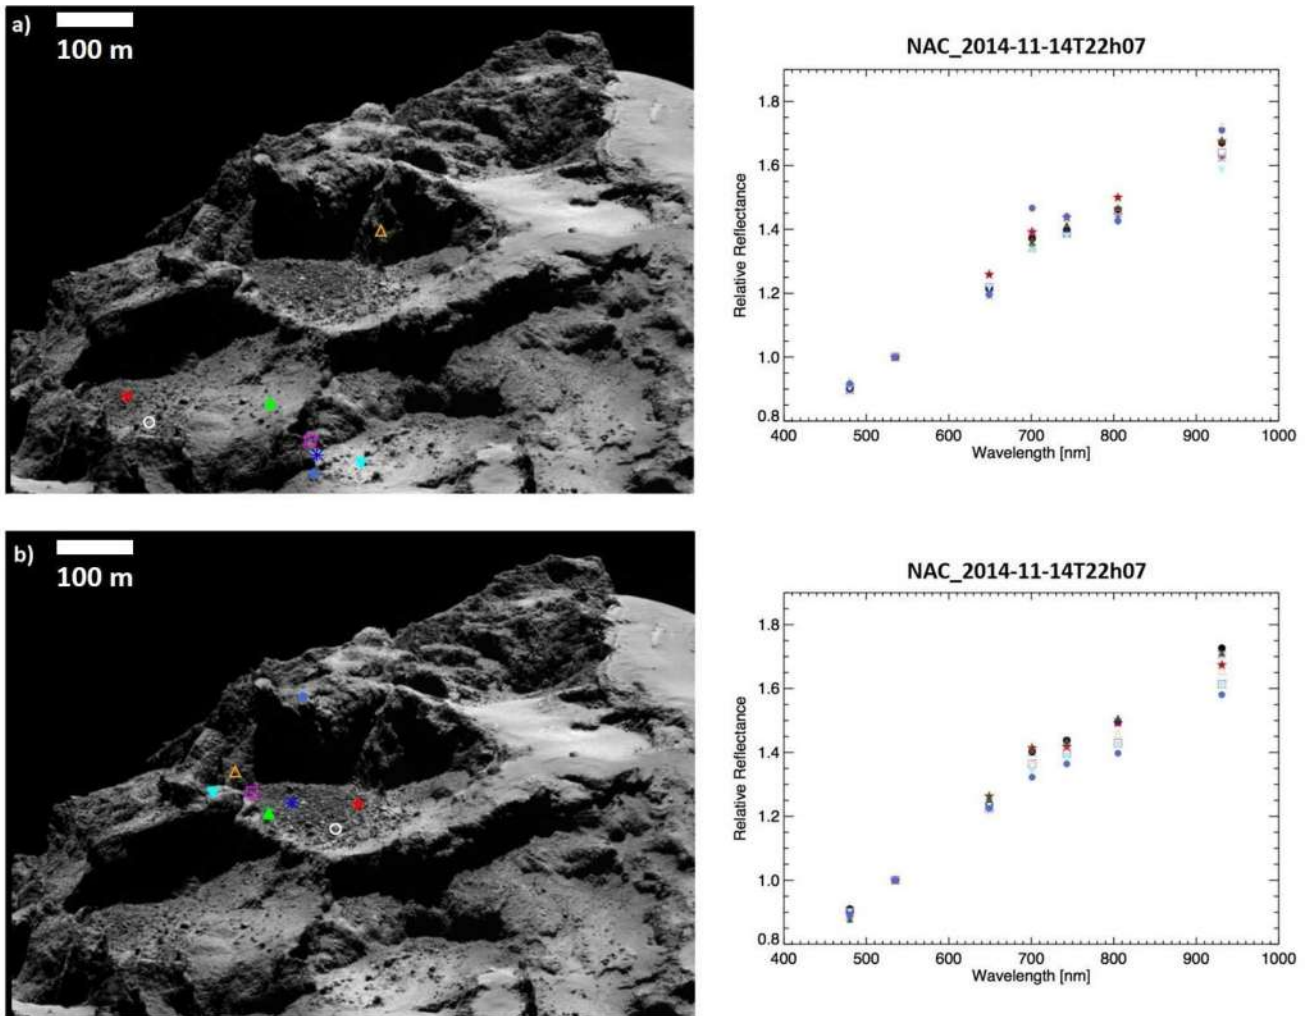 a)
100 m
NAC_2014-11-14T22h07
1.8
1.6
1.4
1.2
1.0
0.8
Relative Reflectance
400 500 600 700 800 900 1000
Wavelength [nm]
b)
100 m
NAC_2014-11-14T22h07
1.8
1.6
1.4
1.2
1.0
0.8
Relative Reflectance
400 500 600 700 800 900 1000
Wavelength [nm]